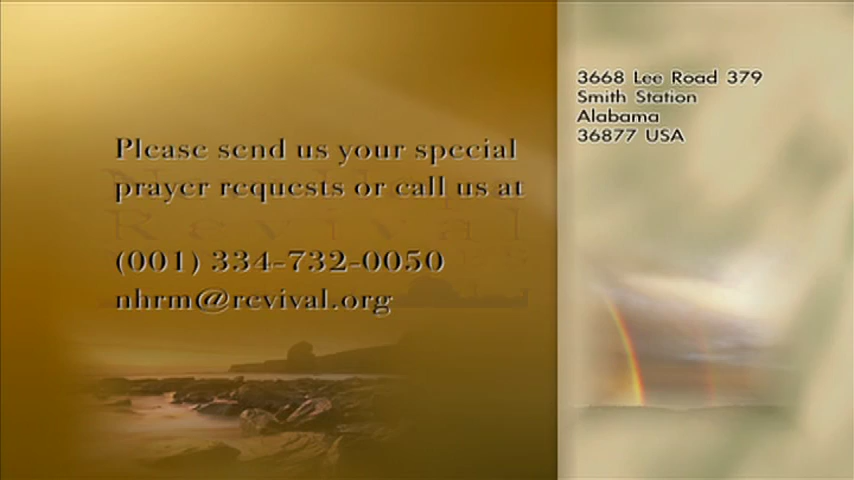 Please send us your special
prayer requests or call us at
(001) 334-732-0050
nhrm@revival.org
3668 Lee Road 379
Smith Station
Alabama
36877 USA
Revival